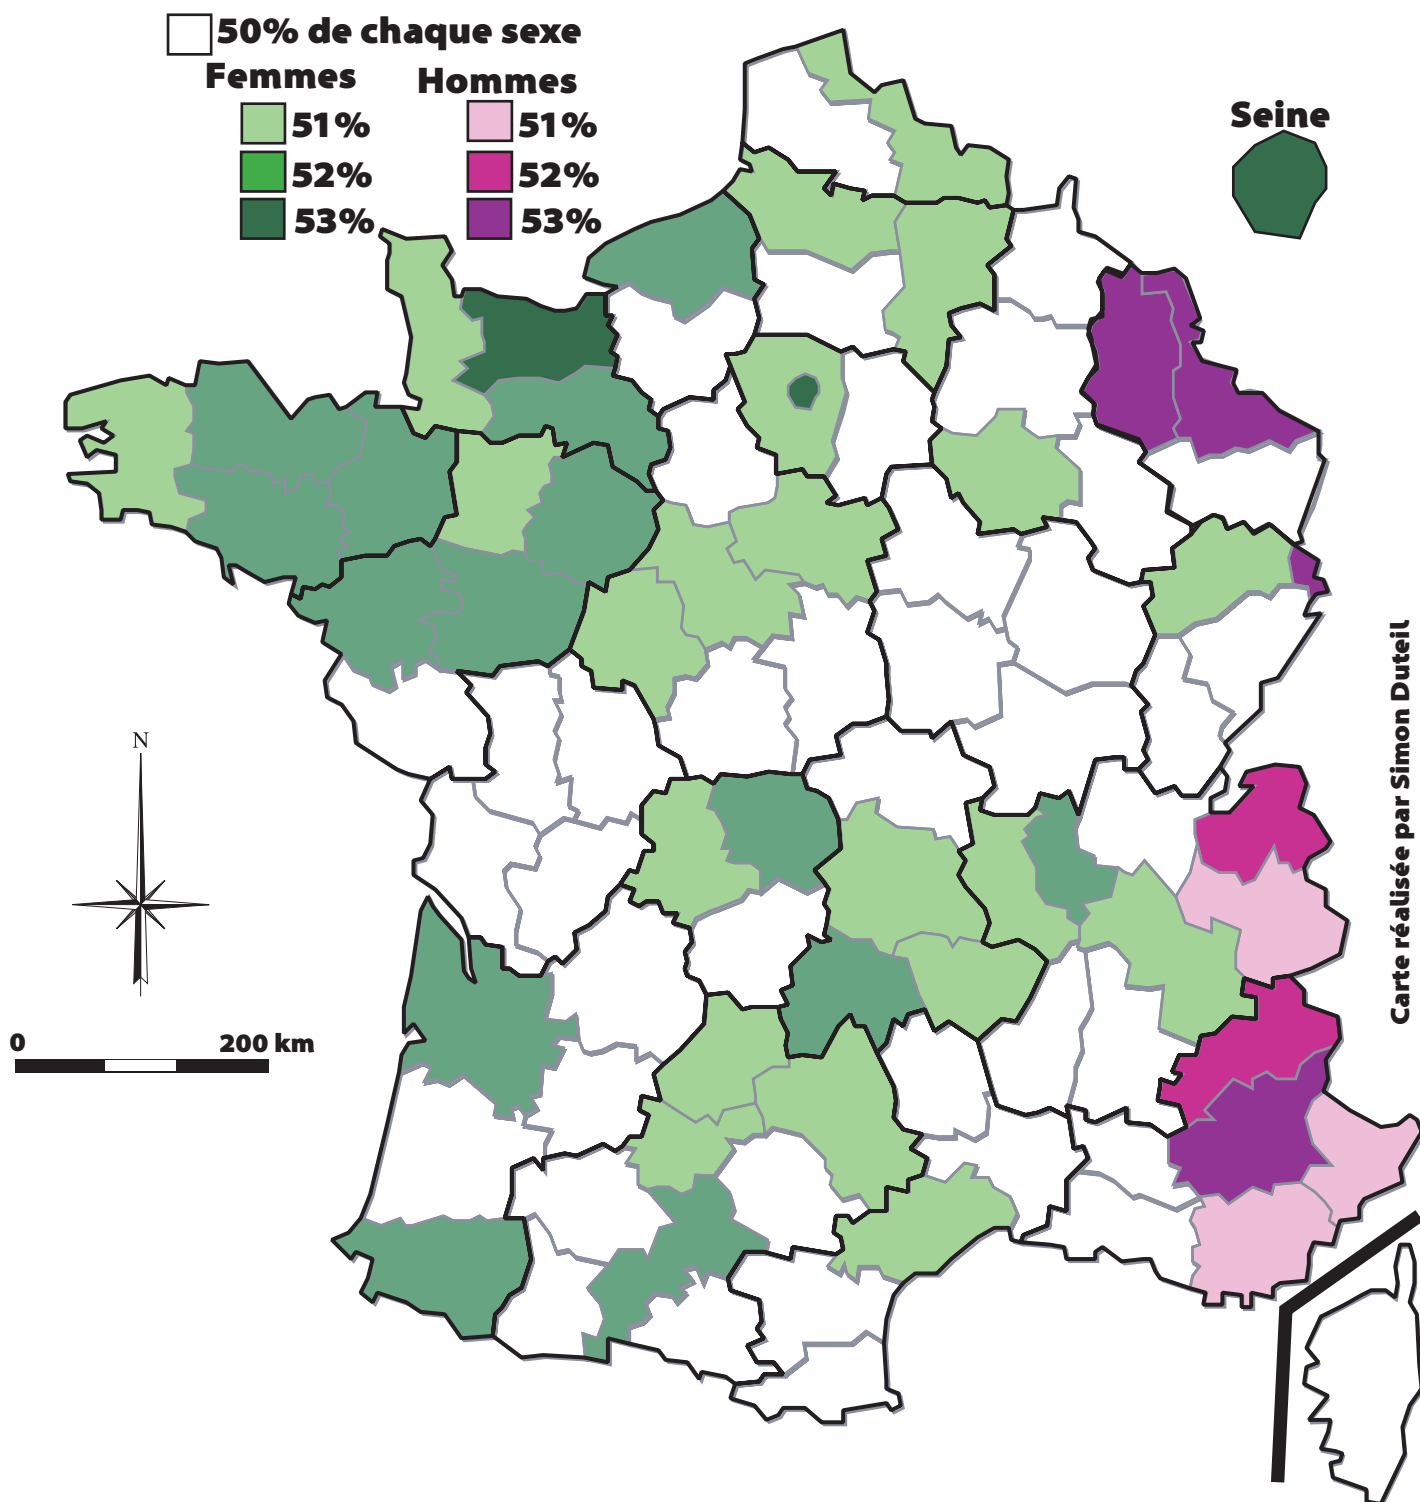 50% de chaque sexe
Femmes Hommes
51% 51%
52% 52%
53% 53%
Seine
N
0 200 km
Carte réalisée par Simon Duteil